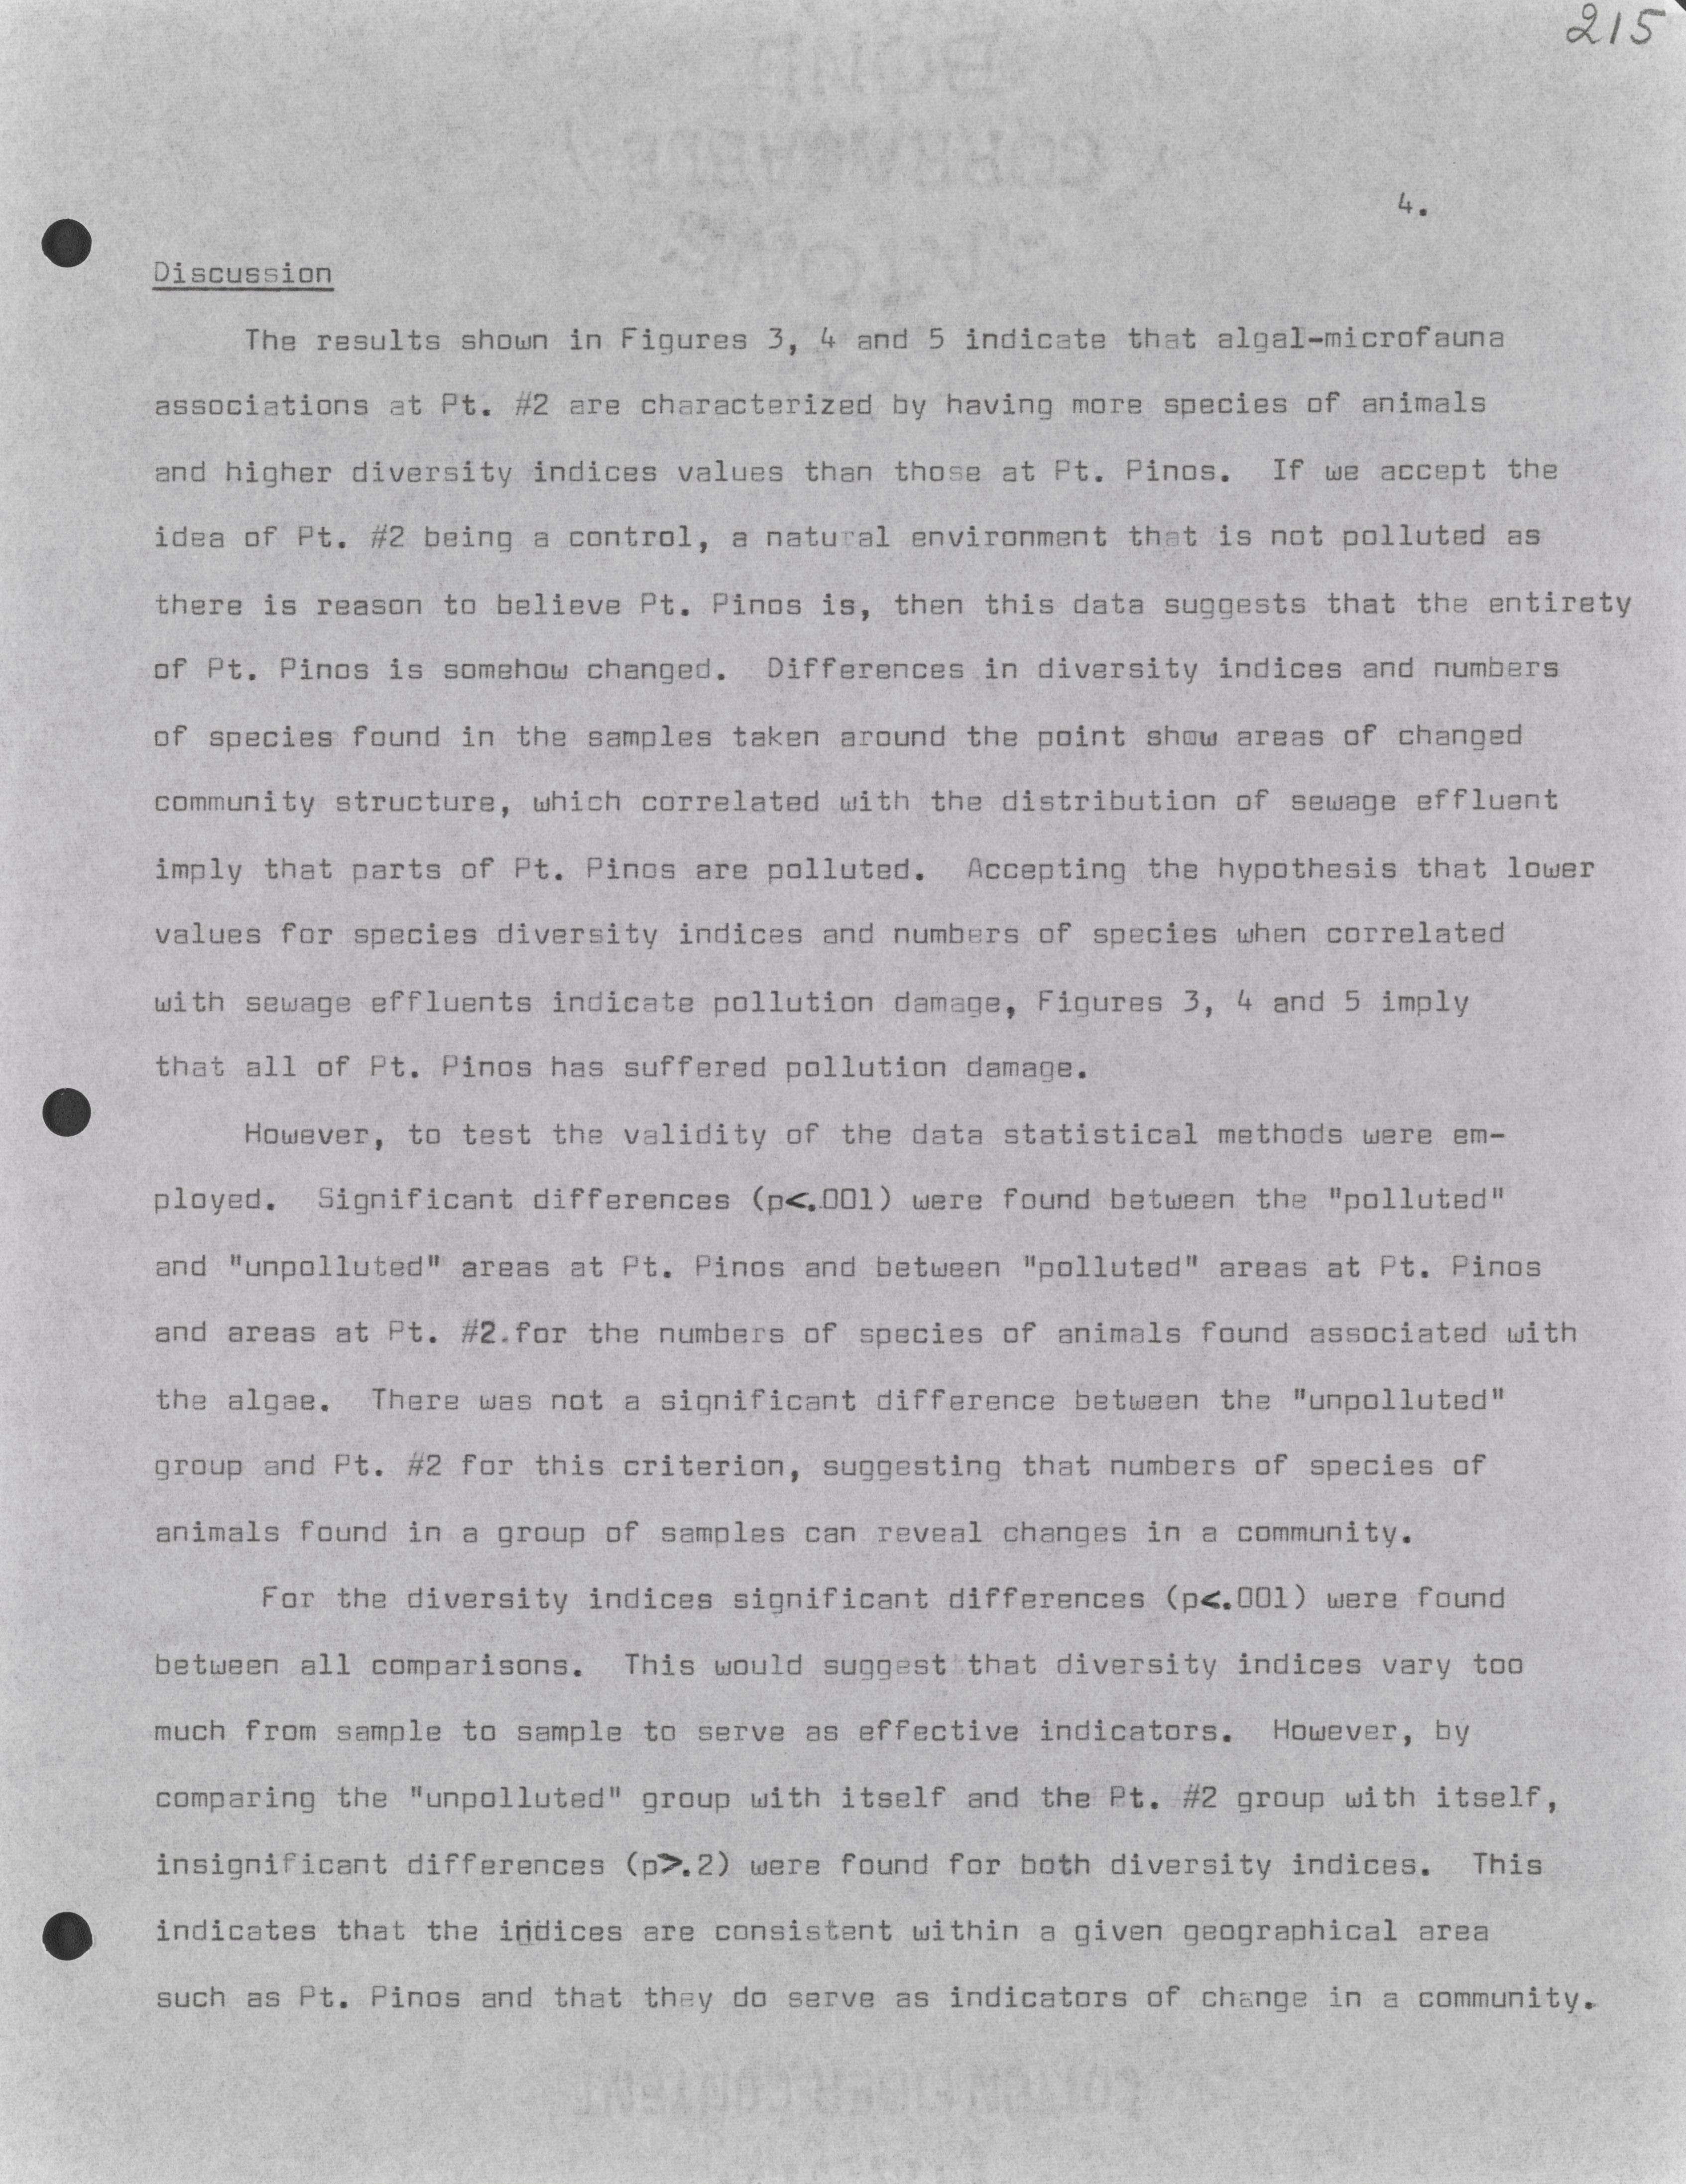 215
4.
Discussion
The results shown in Figures 3, 4 and 5 indicate that algal-microfauna
associations at Pt. #2 are characterized by having more species of animals
and higher diversity indices values than those at Pt. Pinos.  If we accept the
idea of Pt. #2 being a control, a natural environment that is not polluted as
there is reason to believe Pt. Pinos is, then this data suggests that the entirety
of Pt. Pinos is somehow changed.  Differences in diversity indices and numbers
of species found in the samples taken around the point show areas of changed
community structure, which correlated with the distribution of sewage effluent
imply that parts of Pt. Pinos are polluted.  Accepting the hypothesis that lower
values for species diversity indices and numbers of species when correlated
with sewage effluents indicate pollution damage, Figures 3, 4 and 5 imply
that all of Pt. Pinos has suffered pollution damage.
However, to test the validity of the data statistical methods were em-
ployed.  Significant differences (p<.001) were found between the "polluted"
and "unpolluted" areas at Pt. Pinos and between "polluted" areas at Pt. Pinos
and areas at Pt. #2.for the numbers of species of animals found associated with
the algae.  There was not a significant difference between the "unpolluted"
group and Pt. #2 for this criterion, suggesting that numbers of species of
animals found in a group of samples can reveal changes in a community.
For the diversity indices significant differences (p<.001) were found
between all comparisons.  This would suggest that diversity indices vary too
much from sample to sample to serve as effective indicators.  However, by
comparing the "unpolluted" group with itself and the Pt. #2 group with itself,
insignificant differences (p>.2) were found for both diversity indices.  This
indicates that the indices are consistent within a given geographical area
such as Pt. Pinos and that they do serve as indicators of change in a community.